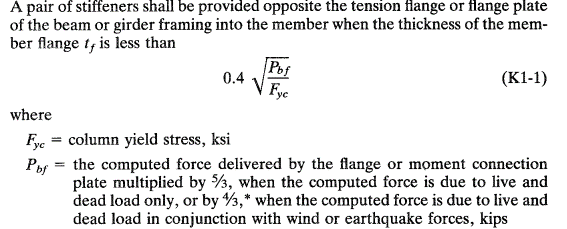 A pair of stiffeners shall be provided opposite the tension flange or flange plate
of the beam or girder framing into the member when the thickness of the mem-
ber flange t_f is less than
0.4 √(P_bf / F_yc) (K1-1)
where
F_yc = column yield stress, ksi
P_bf = the computed force delivered by the flange or moment connection
plate multiplied by 5/3, when the computed force is due to live and
dead load only, or by 4/3,* when the computed force is due to live and
dead load in conjunction with wind or earthquake forces, kips